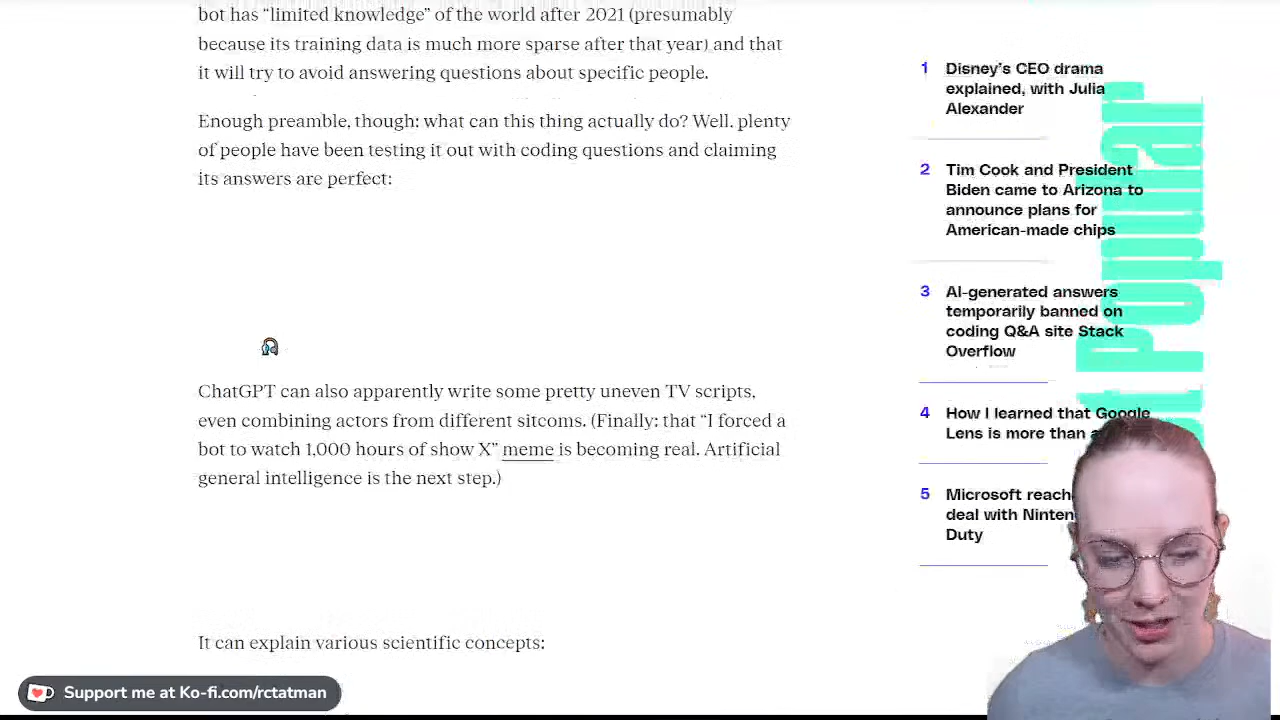 bot has “limited knowledge” of the world after 2021 (presumably
because its training data is much more sparse after that year) and that
it will try to avoid answering questions about specific people.
Enough preamble, though: what can this thing actually do? Well, plenty
of people have been testing it out with coding questions and claiming
its answers are perfect:
ChatGPT can also apparently write some pretty uneven TV scripts,
even combining actors from different sitcoms. (Finally: that “I forced a
bot to watch 1,000 hours of show X” meme is becoming real. Artificial
general intelligence is the next step.)
It can explain various scientific concepts:
Support me at Ko-fi.com/rctatman
1 Disney’s CEO drama
explained, with Julia
Alexander
2 Tim Cook and President
Biden came to Arizona to
announce plans for
American-made chips
3 AI-generated answers
temporarily banned on
coding Q&A site Stack
Overflow
4 How I learned that Google
Lens is more than
5 Microsoft
deal with
Duty
Popular